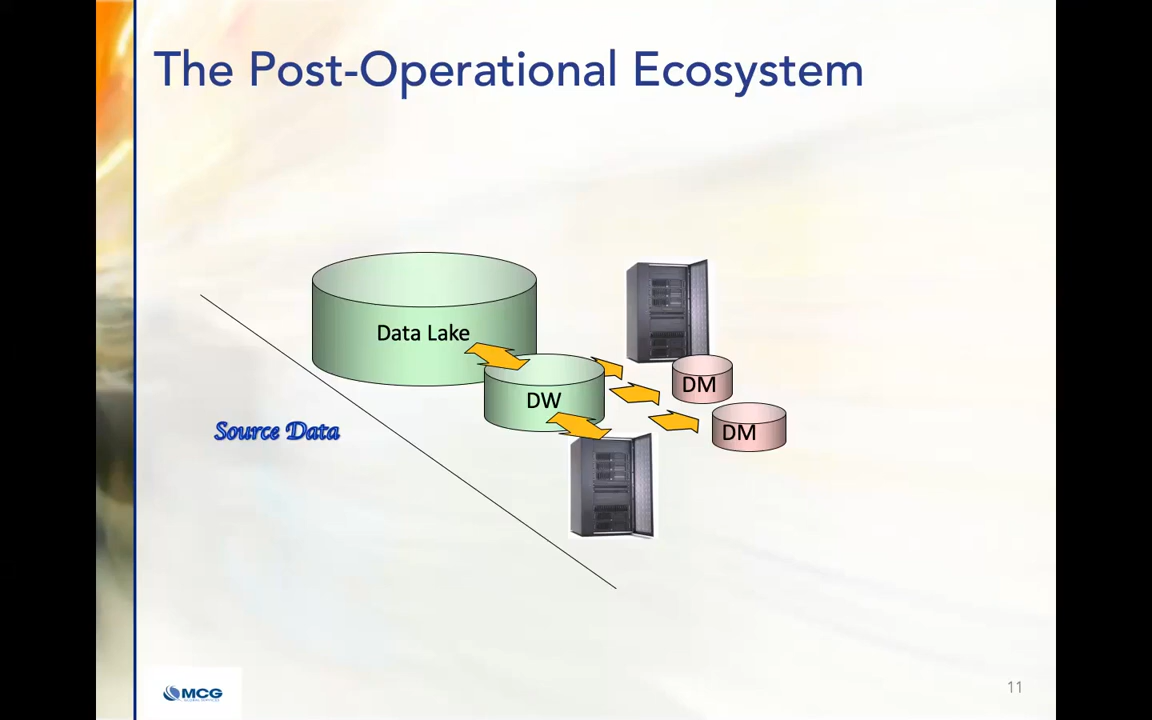 The Post-Operational Ecosystem
Data Lake
DM
DW
Source Data
DM
MCG
11